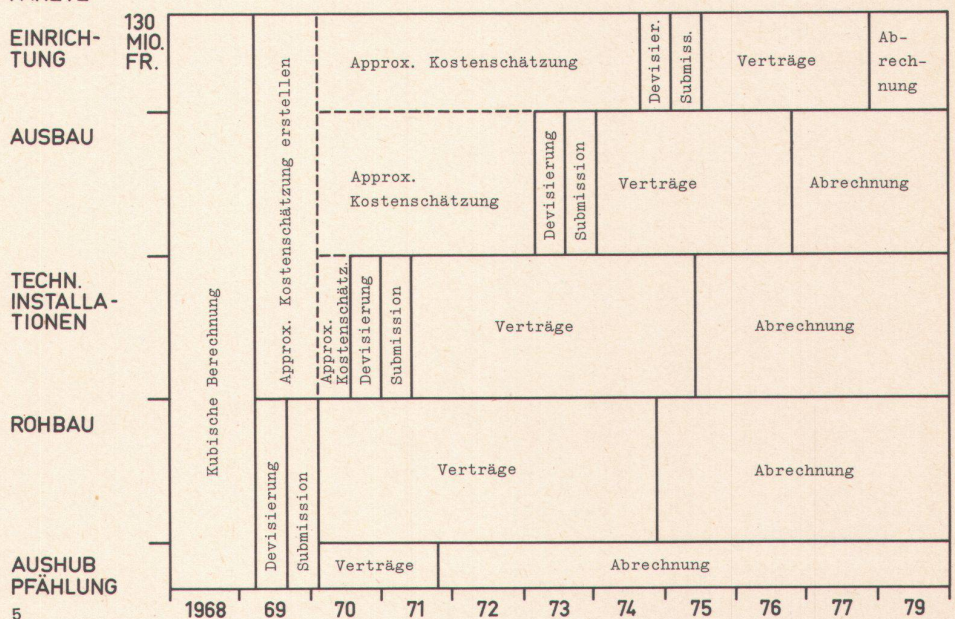 EINRICH-
TUNG
130
MIO.
FR.
Approx. Kostenschätzung
Devisier.
Submiss.
Verträge
Ab-
rech-
nung
AUSBAU
Approx.
Kostenschätzung
Devisierung
Submission
Verträge
Abrechnung
TECHN.
INSTALLA-
TIONEN
Kubische Berechnung
Approx. Kostenschätzung erstellen
Approx.
Kostenschätz.
Devisierung
Submission
Verträge
Abrechnung
ROHBAU
Devisierung
Submission
Verträge
Abrechnung
AUSHUB
PFÄHLUNG
Verträge
Abrechnung
5
1968 69 70 71 72 73 74 75 76 77 79